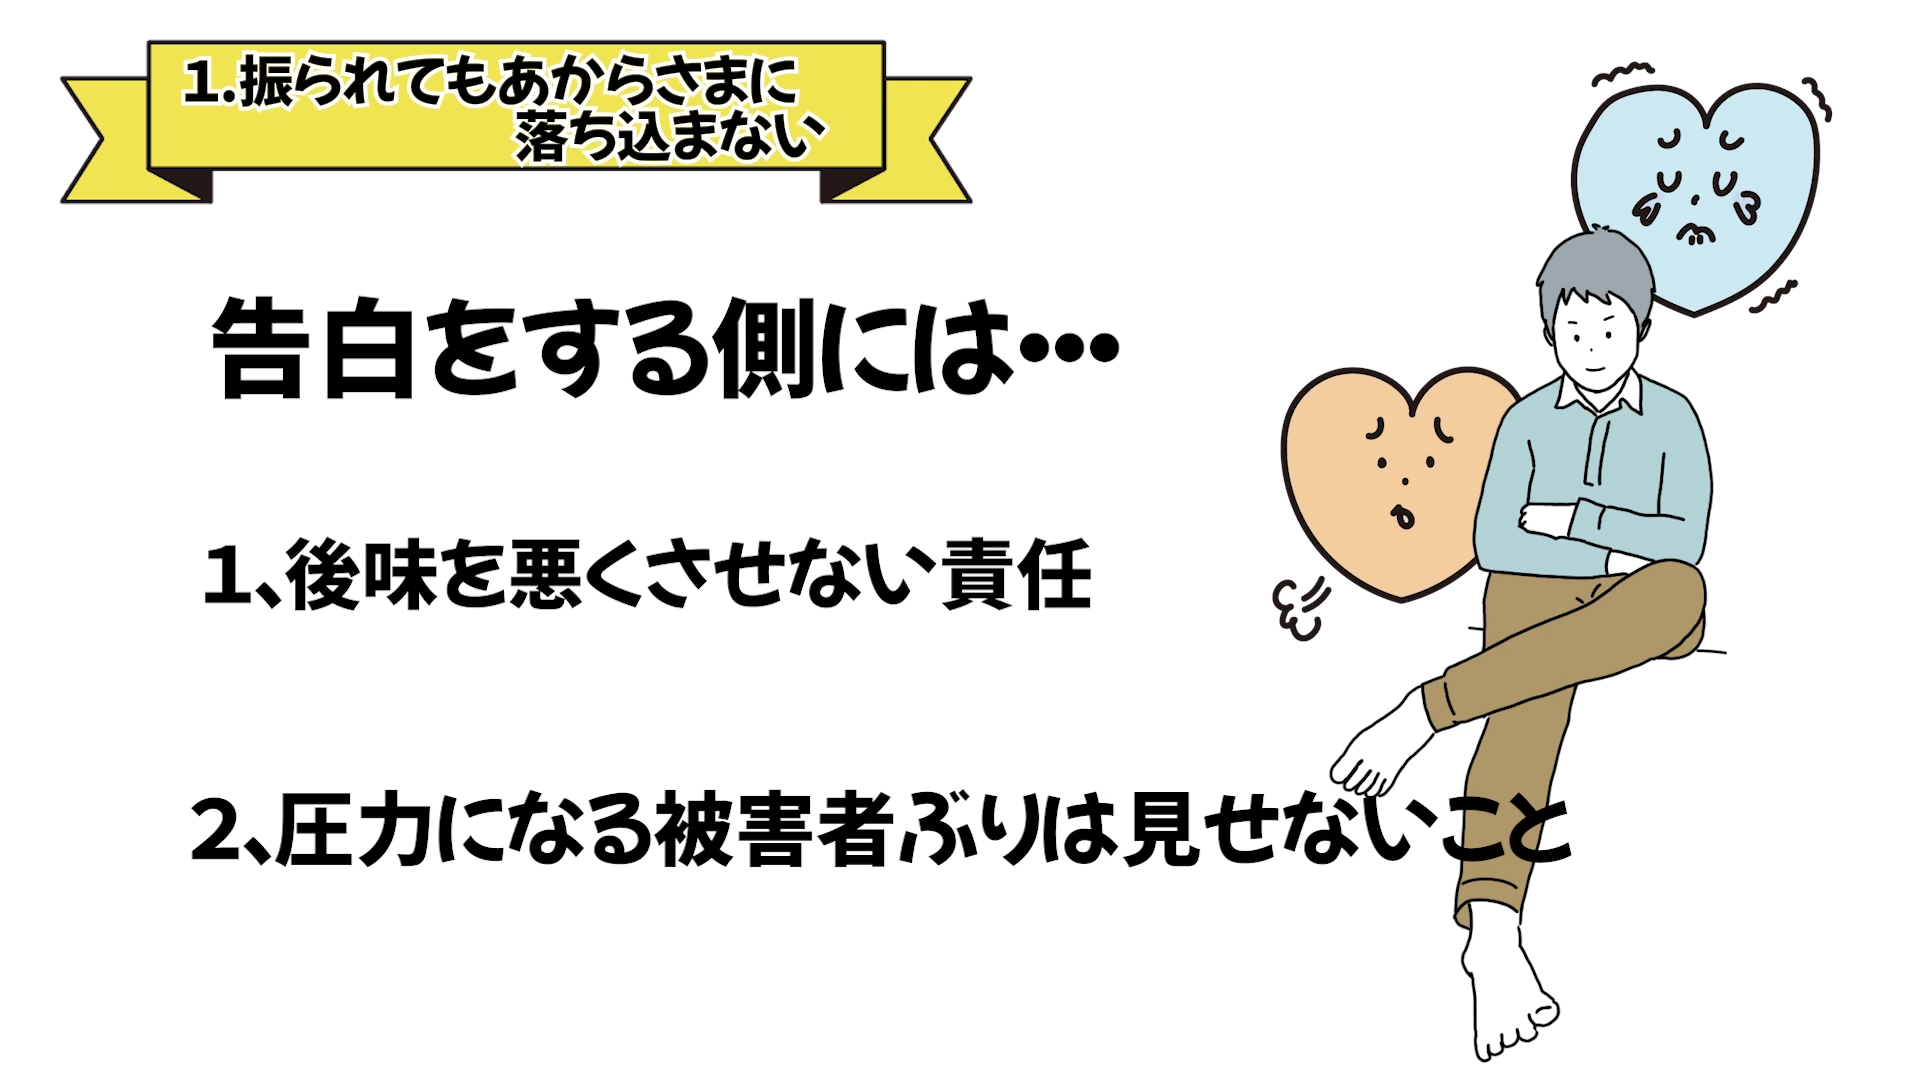 1.振られてもあからさまに
落ち込まない
告白をする側には…
1、後味を悪くさせない責任
2、圧力になる被害者ぶりは見せないこと